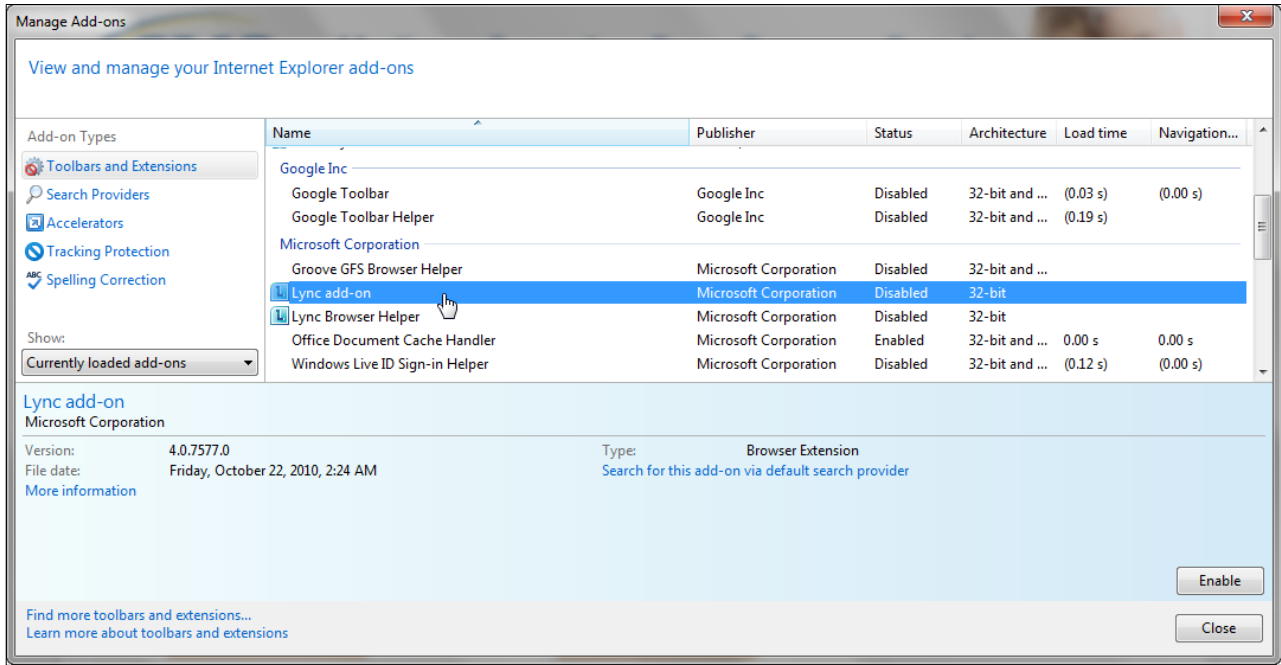 Manage Add-ons
View and manage your Internet Explorer add-ons
Add-on Types
Toolbars and Extensions
Search Providers
Accelerators
Tracking Protection
ABC Spelling Correction
Show:
Currently loaded add-ons
Name Publisher Status Architecture Load time Navigation...
Google Inc
Google Toolbar Google Inc Disabled 32-bit and ... (0.03 s) (0.00 s)
Google Toolbar Helper Google Inc Disabled 32-bit and ... (0.19 s)
Microsoft Corporation
Groove GFS Browser Helper Microsoft Corporation Disabled 32-bit and ...
Lync add-on Microsoft Corporation Disabled 32-bit
Lync Browser Helper Microsoft Corporation Disabled 32-bit
Office Document Cache Handler Microsoft Corporation Enabled 32-bit and ... 0.00 s 0.00 s
Windows Live ID Sign-in Helper Microsoft Corporation Disabled 32-bit and ... (0.12 s) (0.00 s)
Lync add-on
Microsoft Corporation
Version: 4.0.7577.0 Type: Browser Extension
File date: Friday, October 22, 2010, 2:24 AM Search for this add-on via default search provider
More information
Enable
Find more toolbars and extensions...
Learn more about toolbars and extensions
Close